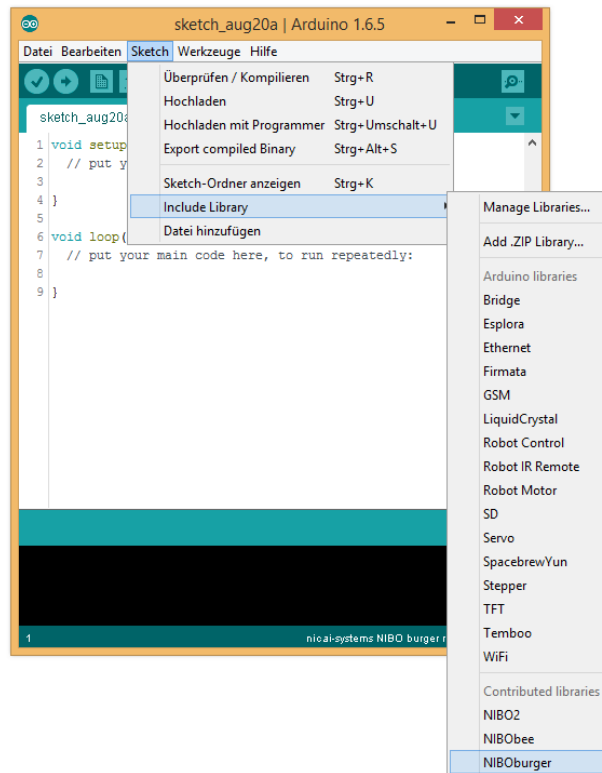 sketch_aug20a | Arduino 1.6.5
Datei Bearbeiten Sketch Werkzeuge Hilfe
Überprüfen / Kompilieren Strg+R
Hochladen Strg+U
Hochladen mit Programmer Strg+Umschalt+U
Export compiled Binary Strg+Alt+S
Sketch-Ordner anzeigen Strg+K
Include Library
Datei hinzufügen
sketch_aug20a
1 void setup
2 // put y
3
4 }
5
6 void loop(
7 // put your main code here, to run repeatedly:
8
9 }
1 nicai-systems NIBO burger r
Manage Libraries...
Add .ZIP Library...
Arduino libraries
Bridge
Esplora
Ethernet
Firmata
GSM
LiquidCrystal
Robot Control
Robot IR Remote
Robot Motor
SD
Servo
SpacebrewYun
Stepper
TFT
Temboo
WiFi
Contributed libraries
NIBO2
NIBObee
NIBOburger